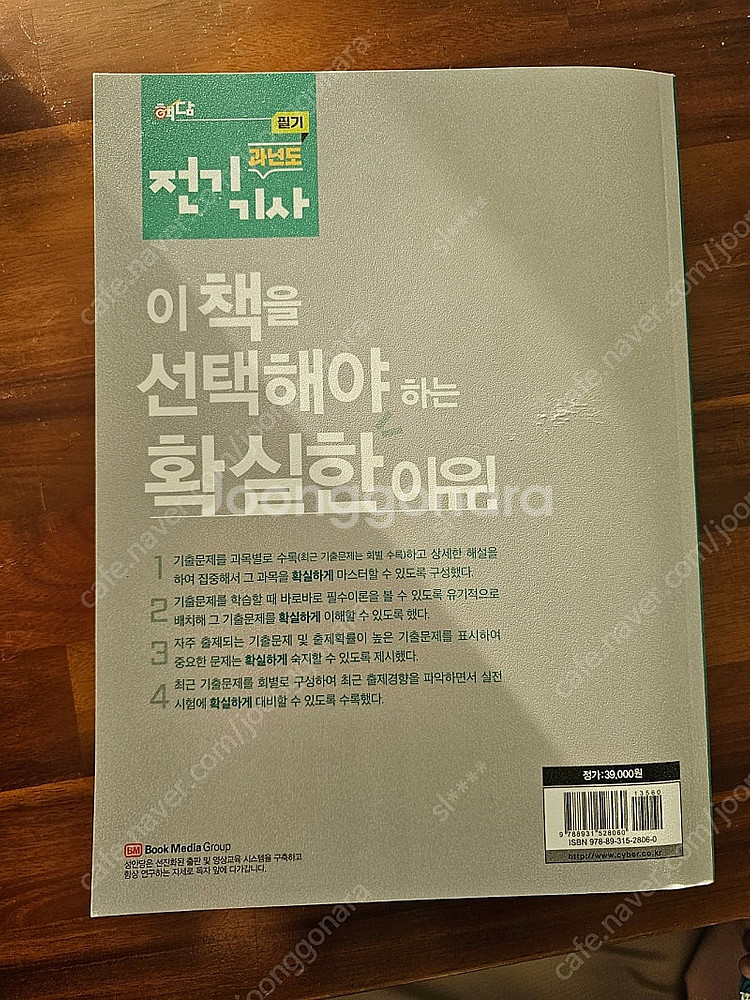 해답
필기
과년도
전기
기사
이 책을
선택해야 하는
확실한 이유!
1 기출문제를 과목별로 수록(최근 기출문제는 회별 수록)하고 상세한 해설을
하여 집중해서 그 과목을 확실하게 마스터할 수 있도록 구성했다.
2 기출문제를 학습할 때 바로바로 필수이론을 볼 수 있도록 유기적으로
배치해 그 기출문제를 확실하게 이해할 수 있도록 했다.
3 자주 출제되는 기출문제 및 출제확률이 높은 기출문제를 표시하여
중요한 문제는 확실하게 숙지할 수 있도록 제시했다.
4 최근 기출문제를 회별로 구성하여 최근 출제경향을 파악하면서 실전
시험에 확실하게 대비할 수 있도록 수록했다.
Joonggonara
정가:39,000원
13560
9 788931 528060
ISBN 978-89-315-2806-0
http://www.cyber.co.kr
BM Book Media Group
성안당은 선진화된 출판 및 영상교육 시스템을 구축하고
항상 연구하는 자세로 독자 앞에 다가갑니다.
cafe.naver.com/joonggonara
sl****